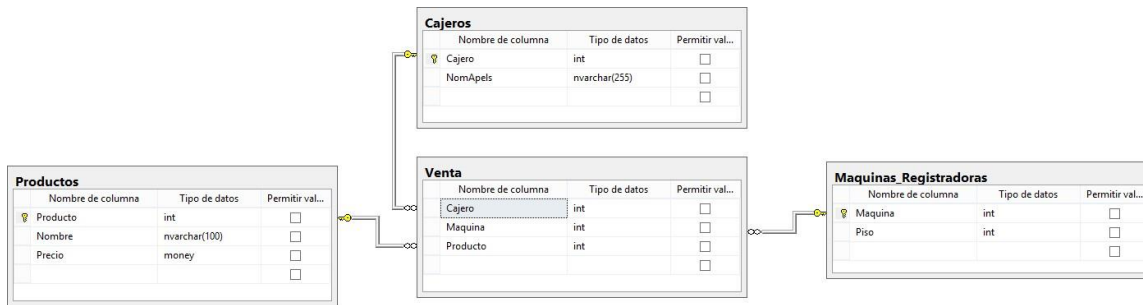 Cajeros
Nombre de columna Tipo de datos Permitir val...
Cajero int
NomApels nvarchar(255)
Productos
Nombre de columna Tipo de datos Permitir val...
Producto int
Nombre nvarchar(100)
Precio money
Venta
Nombre de columna Tipo de datos Permitir val...
Cajero int
Maquina int
Producto int
Maquinas_Registradoras
Nombre de columna Tipo de datos Permitir val...
Maquina int
Piso int